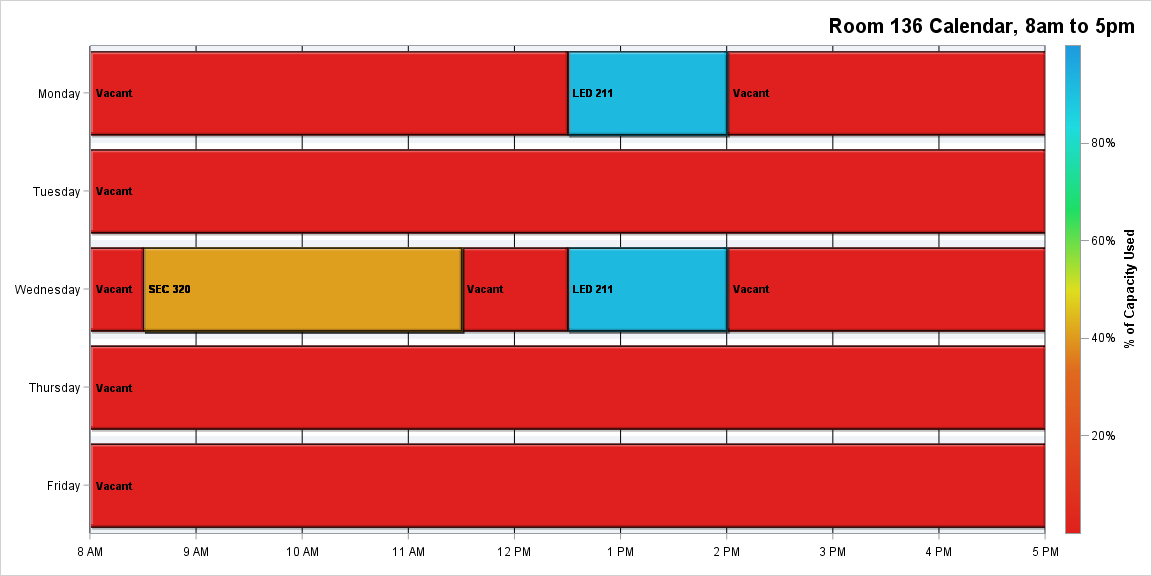 Room 136 Calendar, 8am to 5pm
Monday
Vacant
LED 211
Vacant
Tuesday
Vacant
Wednesday
Vacant
SEC 320
Vacant
LED 211
Vacant
Thursday
Vacant
Friday
Vacant
8 AM
9 AM
10 AM
11 AM
12 PM
1 PM
2 PM
3 PM
4 PM
5 PM
80%
60%
40%
20%
% of Capacity Used